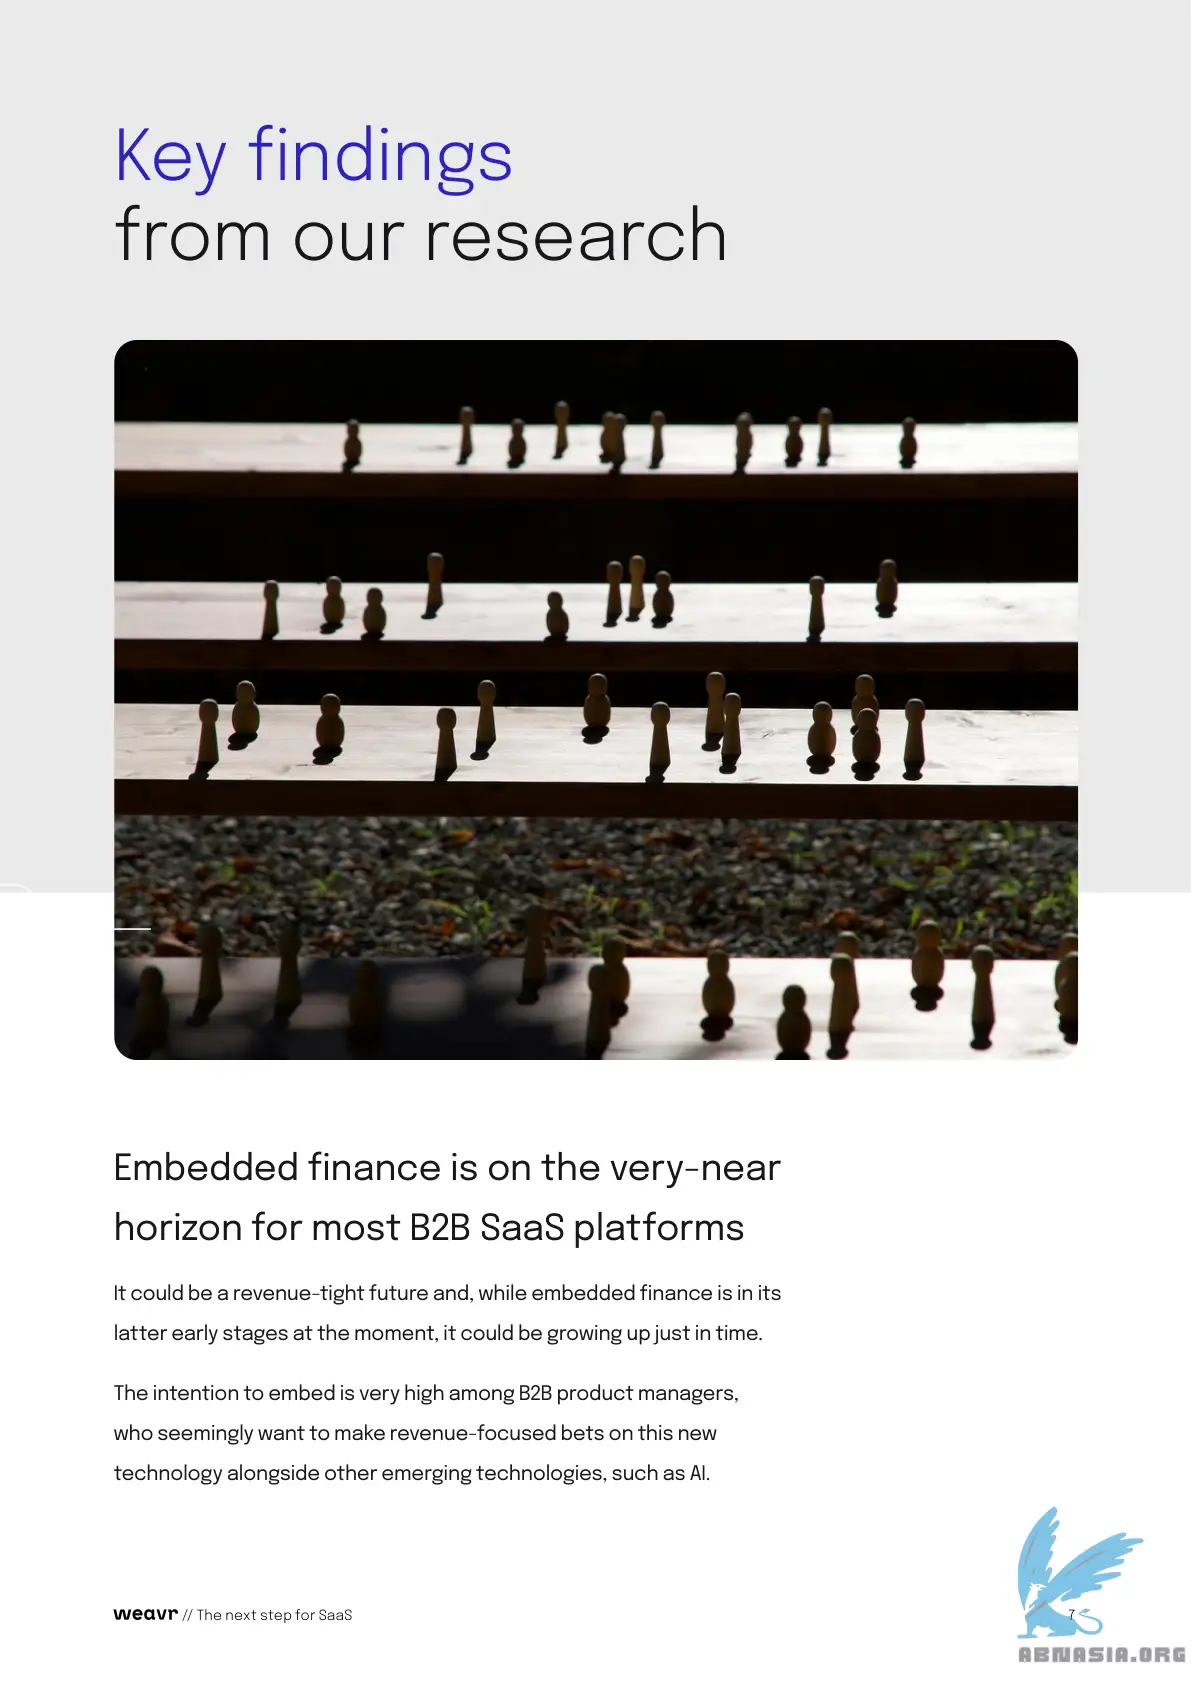 Key findings
from our research
Embedded finance is on the very-near
horizon for most B2B SaaS platforms
It could be a revenue-tight future and, while embedded finance is in its
latter early stages at the moment, it could be growing up just in time.
The intention to embed is very high among B2B product managers,
who seemingly want to make revenue-focused bets on this new
technology alongside other emerging technologies, such as AI.
weavr // The next step for SaaS
7
ABNASIA.ORG